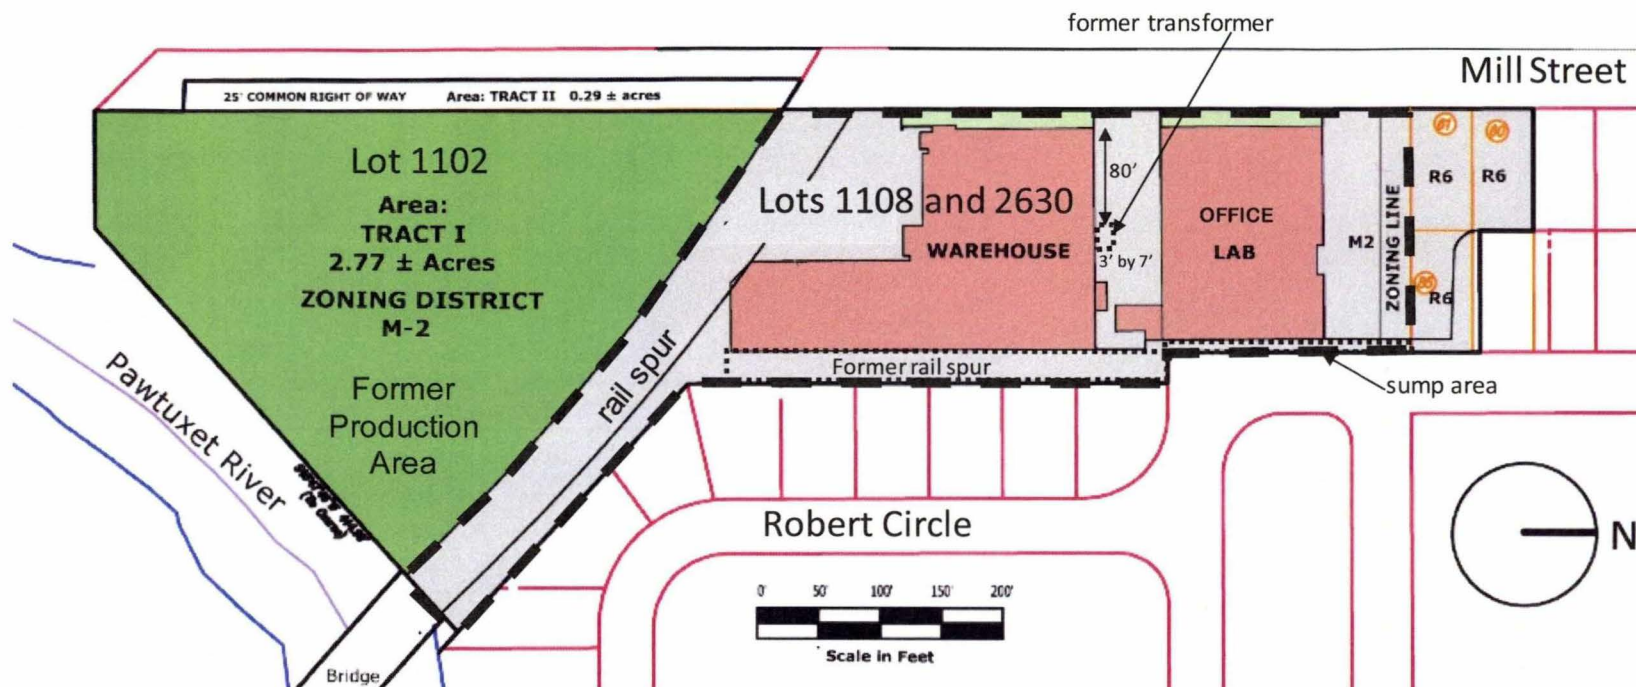 former transformer
Mill Street
25' COMMON RIGHT OF WAY Area: TRACT II 0.29 ± acres
Lot 1102
Area:
TRACT I
2.77 ± Acres
ZONING DISTRICT
M-2
Former
Production
Area
Pawtuxet River
rail spur
Bridge
Lots 1108 and 2630
WAREHOUSE
80'
3' by 7'
OFFICE
LAB
M2
ZONING LINE
R6
R6
R6
Former rail spur
sump area
Robert Circle
N
0' 50' 100' 150' 200'
Scale in Feet